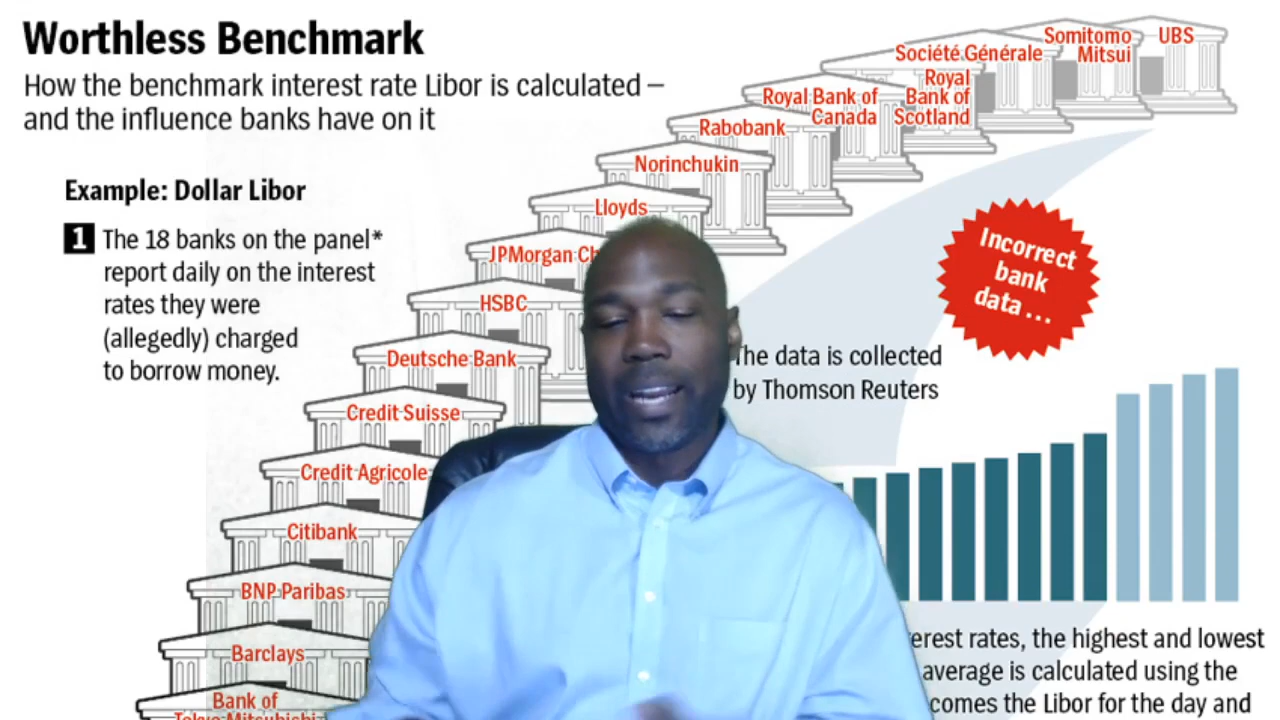 Worthless Benchmark
How the benchmark interest rate Libor is calculated –
and the influence banks have on it
Example: Dollar Libor
1 The 18 banks on the panel*
report daily on the interest
rates they were
(allegedly) charged
to borrow money.
UBS
Somitomo
Mitsui
Société Générale
Royal
Bank of
Scotland
Royal Bank of
Canada
Rabobank
Norinchukin
Lloyds
JPMorgan Ch
HSBC
Deutsche Bank
Credit Suisse
Credit Agricole
Citibank
BNP Paribas
Barclays
Bank of
Tokyo Mitsubishi
Incorrect
bank
data ...
The data is collected
by Thomson Reuters
erest rates, the highest and lowest
average is calculated using the
comes the Libor for the day and